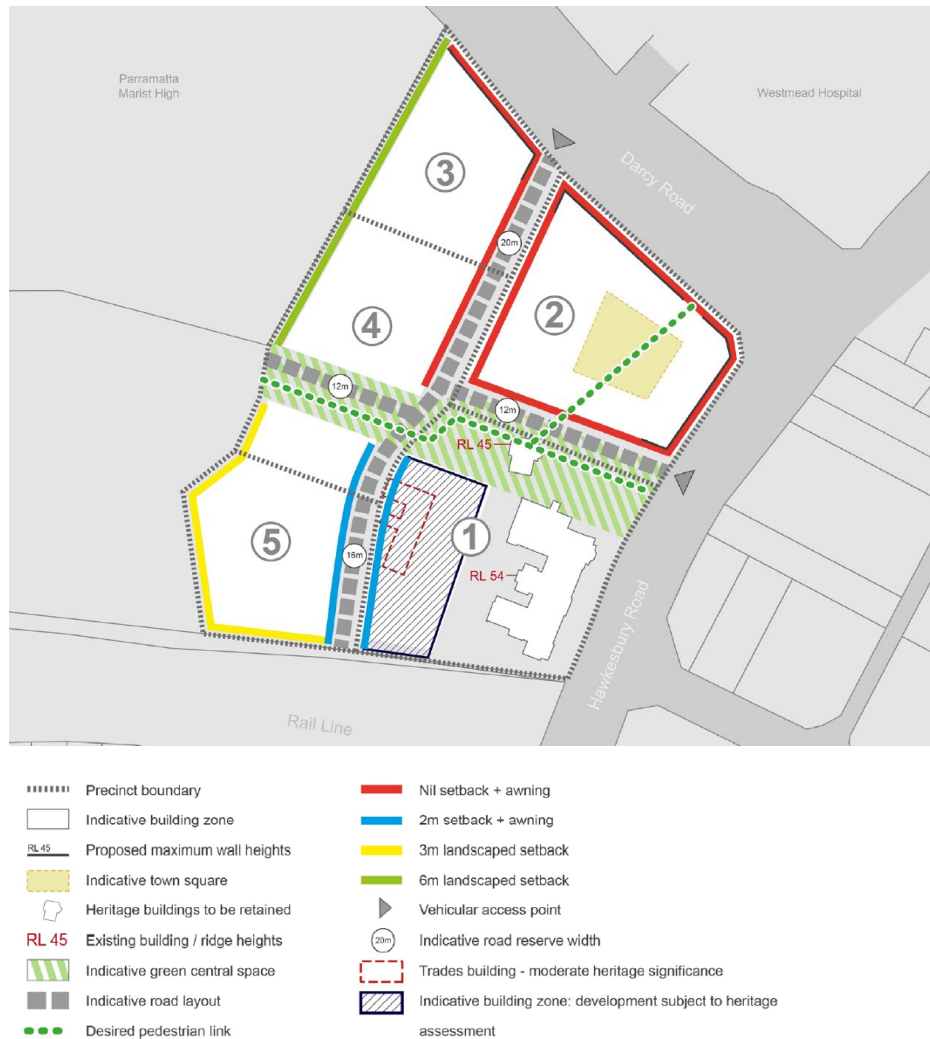 Parramatta
Marist High
Westmead Hospital
Darcy Road
3
20m
2
4
12m
12m
RL 45
1
5
16m
RL 54
Hawkesbury Road
Rail Line
Precinct boundary
Indicative building zone
RL 45
Proposed maximum wall heights
Indicative town square
Heritage buildings to be retained
RL 45
Existing building / ridge heights
Indicative green central space
Indicative road layout
Desired pedestrian link
Nil setback + awning
2m setback + awning
3m landscaped setback
6m landscaped setback
Vehicular access point
20m
Indicative road reserve width
Trades building - moderate heritage significance
Indicative building zone: development subject to heritage
assessment